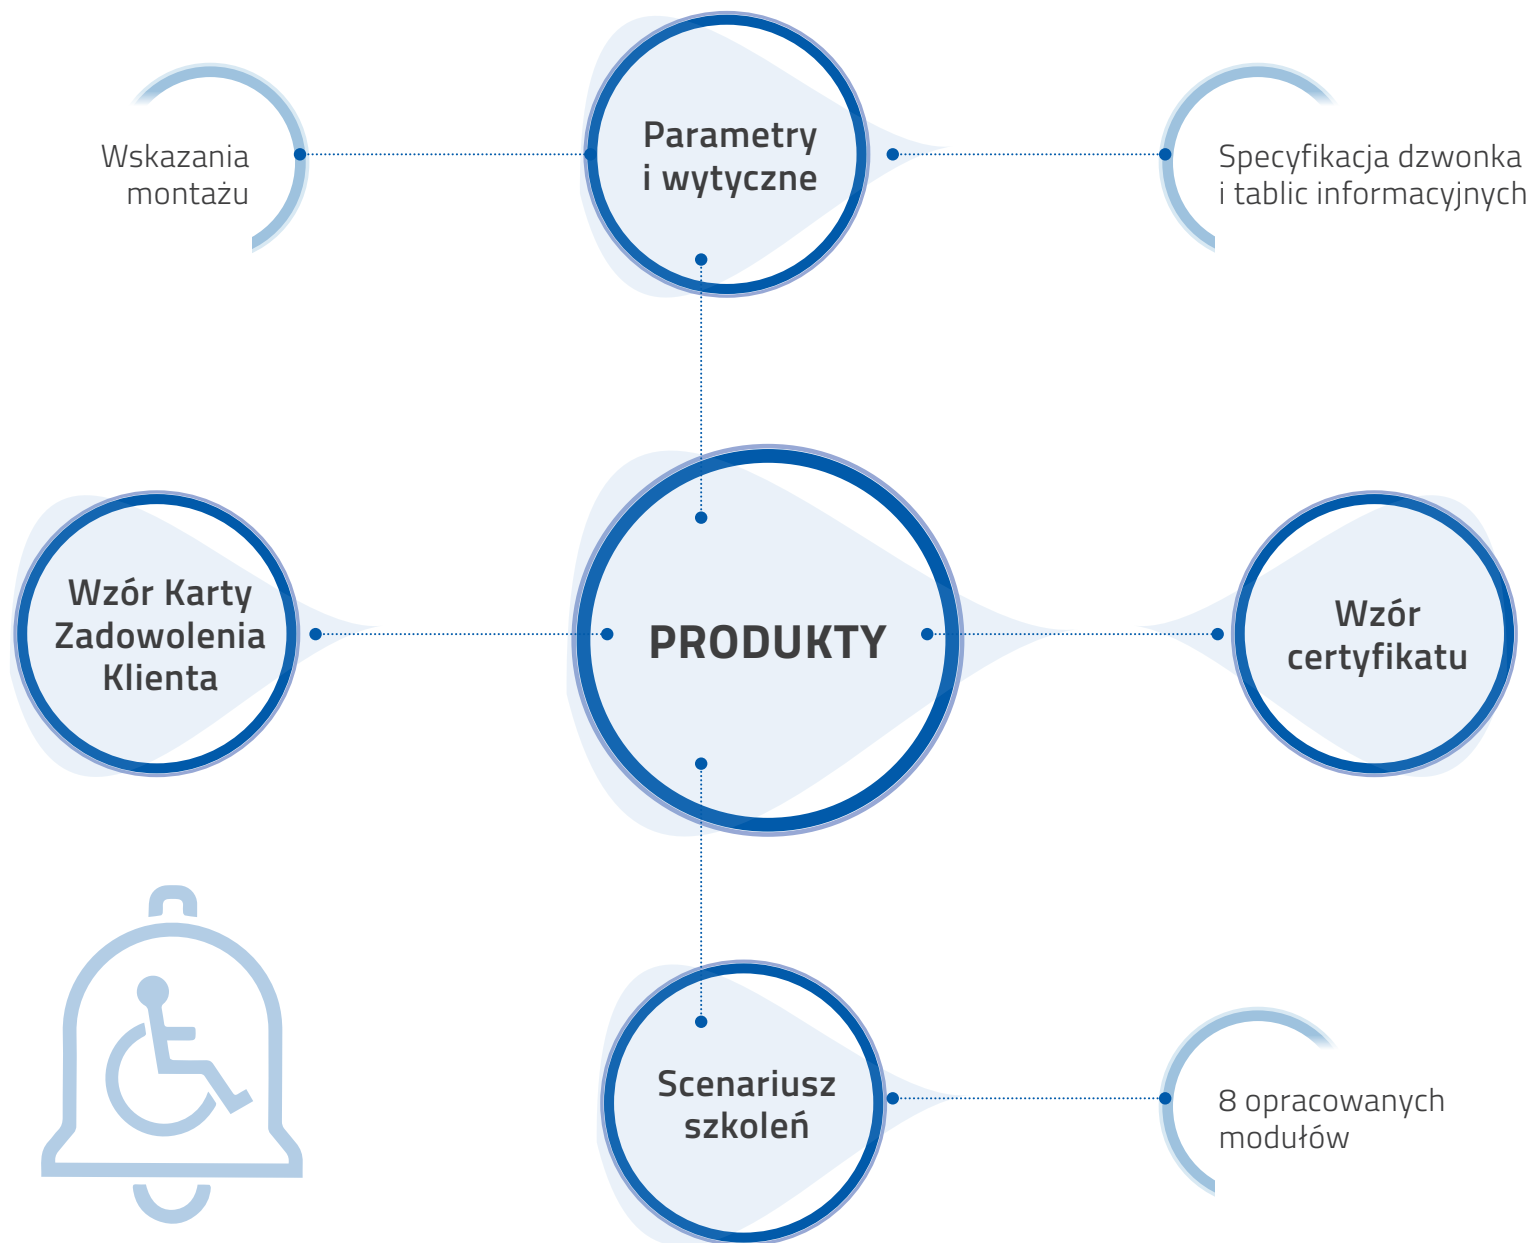 Wskazania
montażu
Parametry
i wytyczne
Specyfikacja dzwonka
i tablic informacyjnych
Wzór Karty
Zadowolenia
Klienta
PRODUKTY
Wzór
certyfikatu
Scenariusz
szkoleń
8 opracowanych
modułów